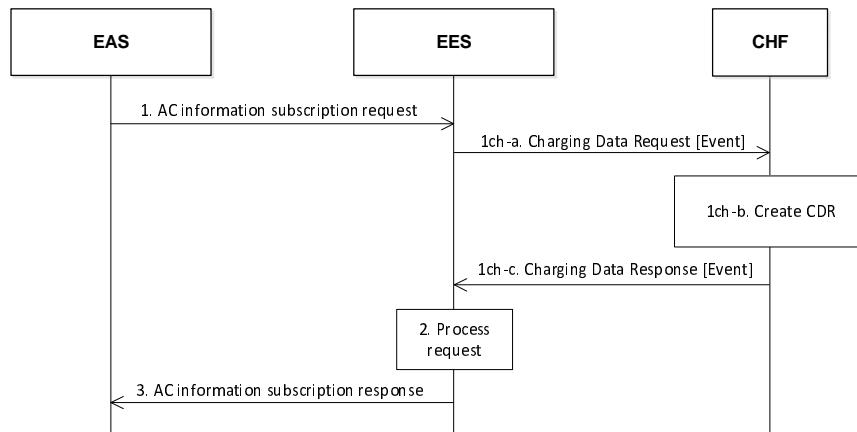 EAS
EES
CHF
1. AC information subscription request
1ch-a. Charging Data Request [Event]
1ch-b. Create CDR
1ch-c. Charging Data Response [Event]
2. Process
request
3. AC information subscription response